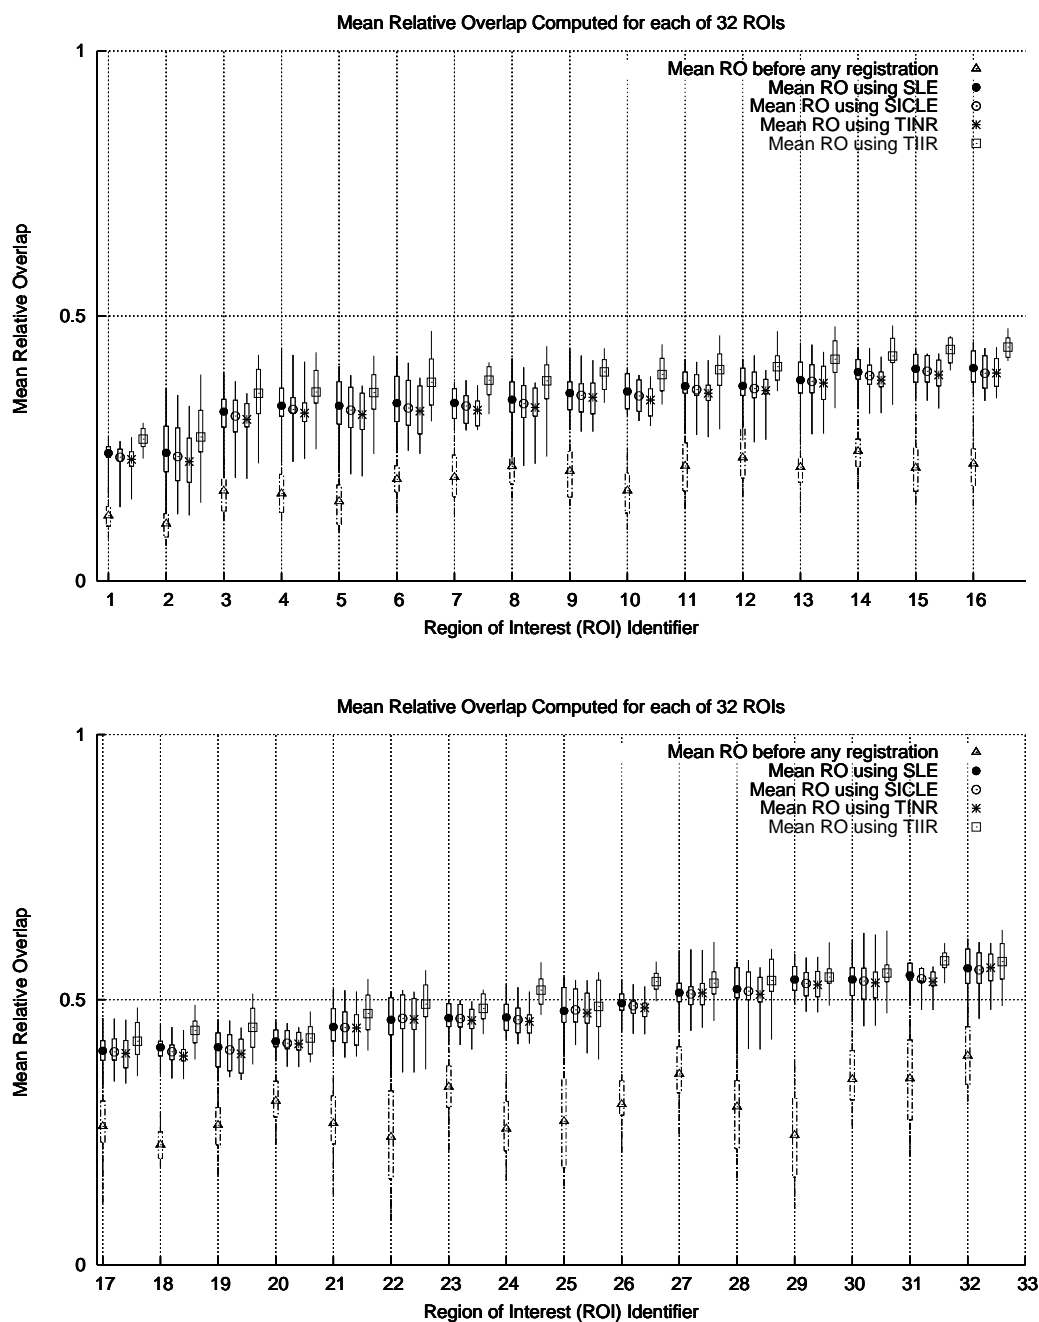 Mean Relative Overlap Computed for each of 32 ROIs
1
Mean RO before any registration
Mean RO using SLE
Mean RO using SICLE
Mean RO using TINR
Mean RO using TIIR
Mean Relative Overlap
0.5
0
1 2 3 4 5 6 7 8 9 10 11 12 13 14 15 16
Region of Interest (ROI) Identifier
Mean Relative Overlap Computed for each of 32 ROIs
1
Mean RO before any registration
Mean RO using SLE
Mean RO using SICLE
Mean RO using TINR
Mean RO using TIIR
Mean Relative Overlap
0.5
0
17 18 19 20 21 22 23 24 25 26 27 28 29 30 31 32 33
Region of Interest (ROI) Identifier